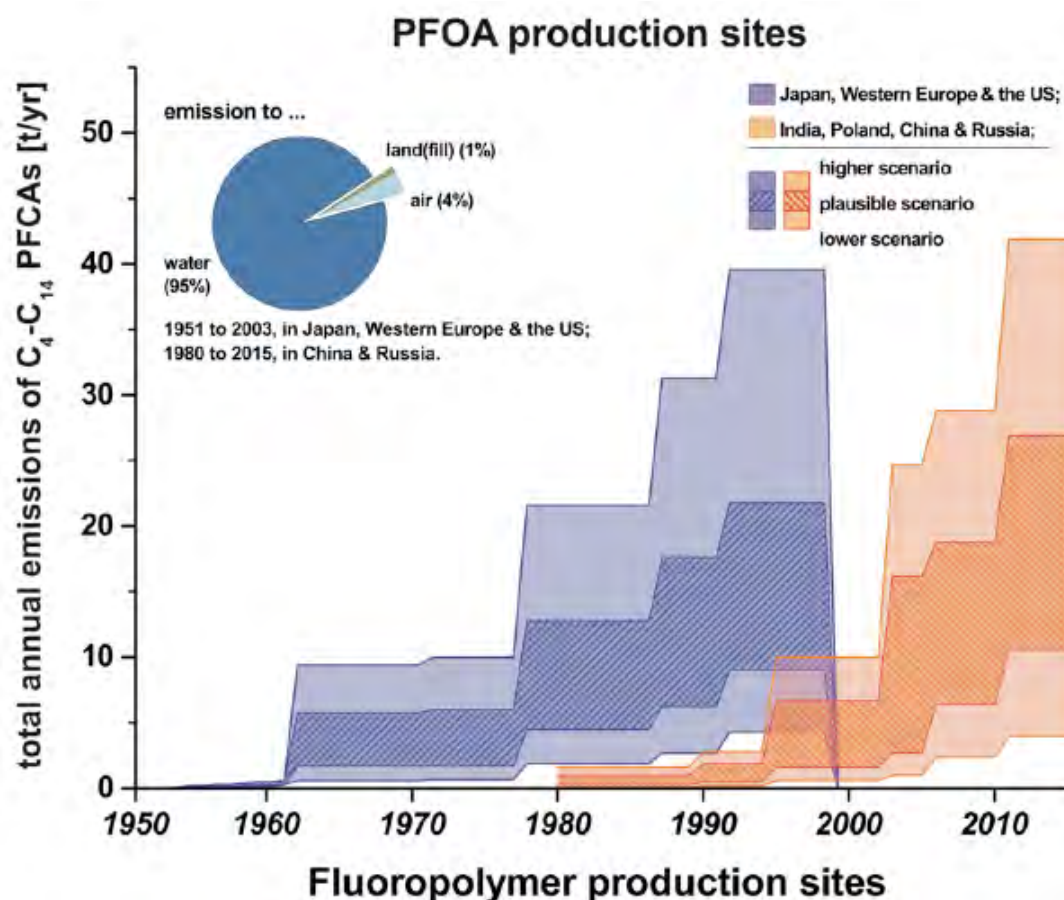 PFOA production sites
total annual emissions of C4-C14 PFCAs [t/yr]
50
40
30
20
10
0
emission to ...
land(fill) (1%)
air (4%)
water
(95%)
1951 to 2003, in Japan, Western Europe & the US;
1980 to 2015, in China & Russia.
Japan, Western Europe & the US;
India, Poland, China & Russia;
higher scenario
plausible scenario
lower scenario
1950 1960 1970 1980 1990 2000 2010
Fluoropolymer production sites